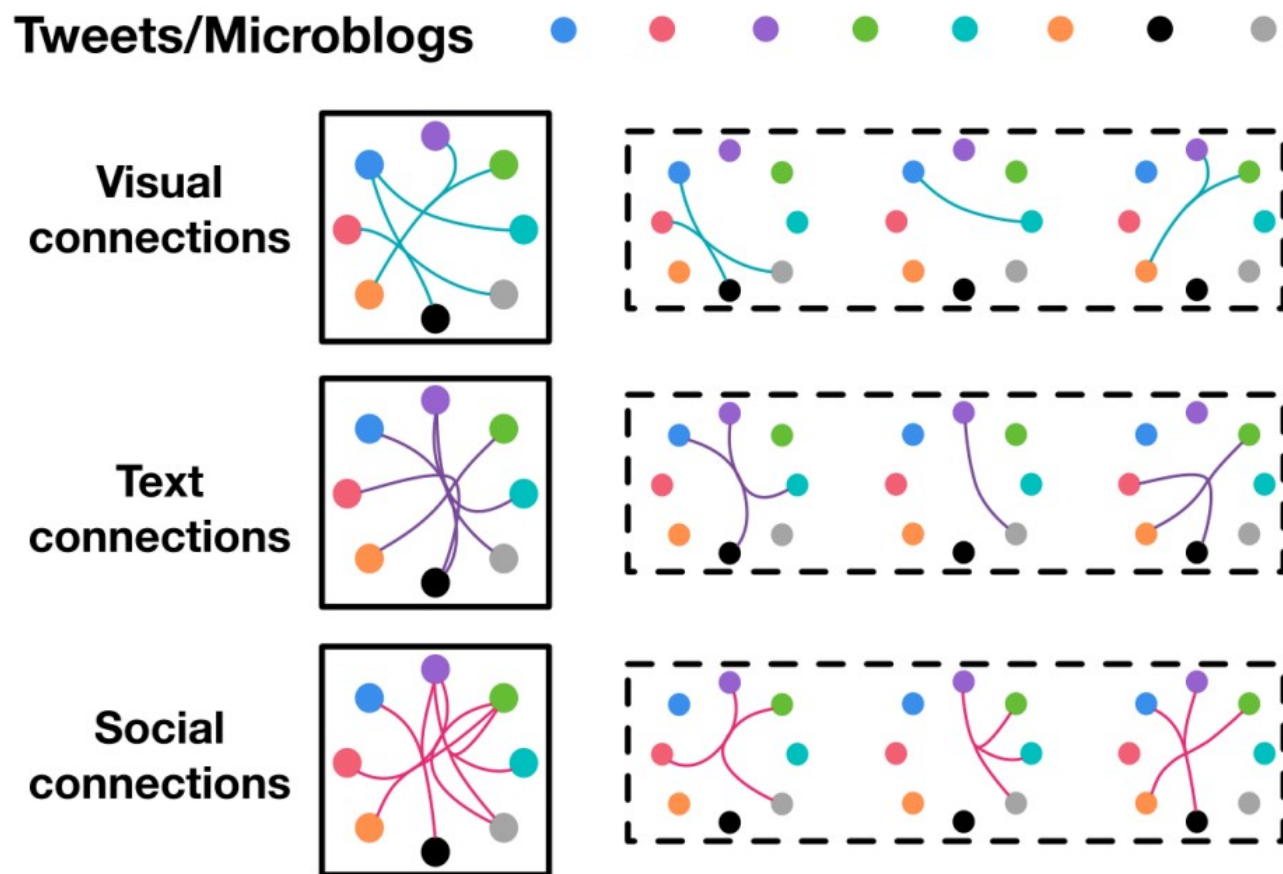 Tweets/Microblogs
Visual
connections
Text
connections
Social
connections